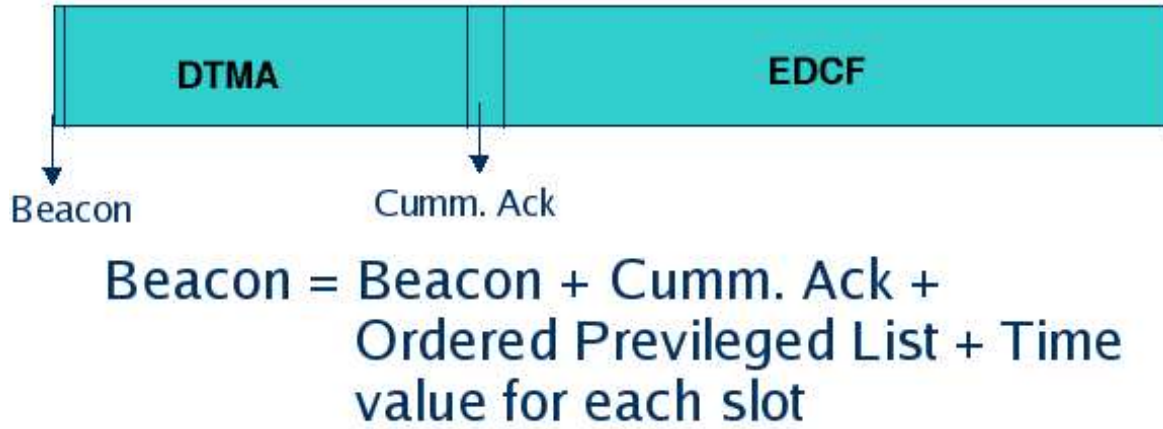 DTMA
EDCF
Beacon
Cumm. Ack
Beacon = Beacon + Cumm. Ack +
Ordered Previleged List + Time
value for each slot